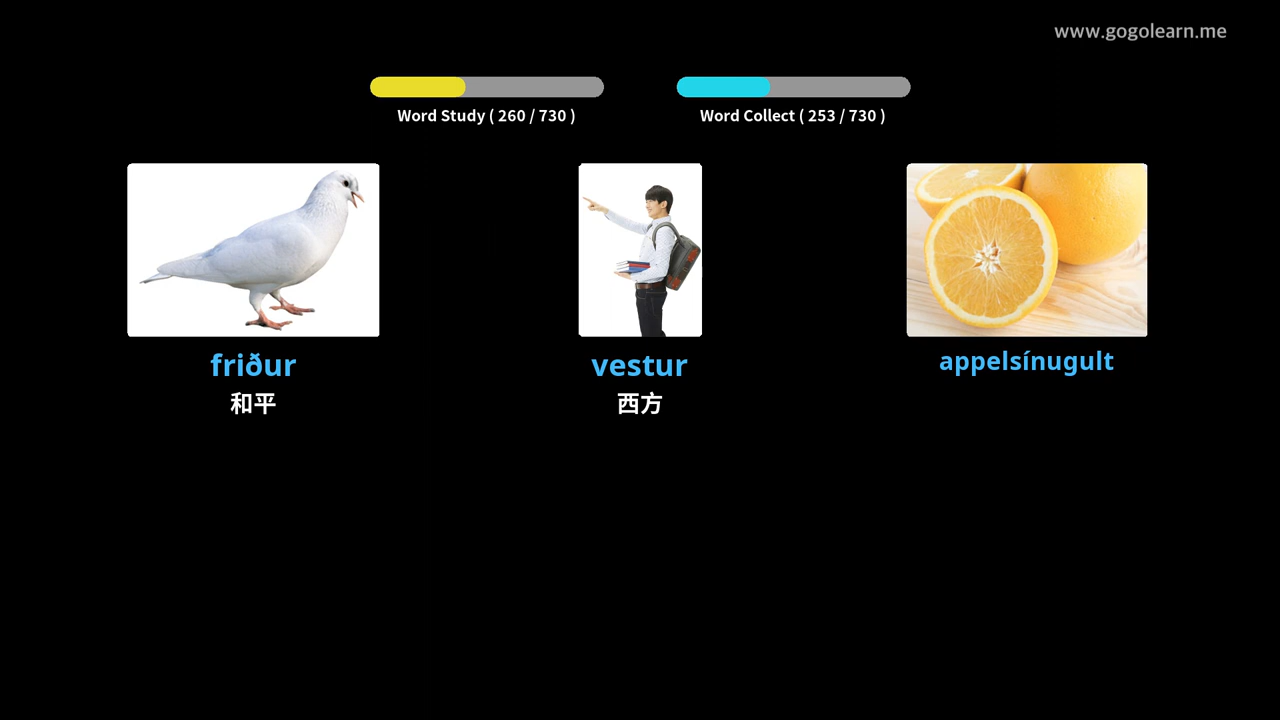 www.gogolearn.me
Word Study ( 260 / 730 )
Word Collect ( 253 / 730 )
friður
和平
vestur
西方
appelsínugult